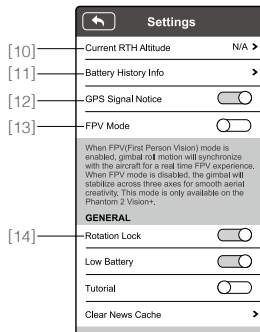 Settings
[10] Current RTH Altitude N/A >
[11] Battery History Info >
[12] GPS Signal Notice
[13] FPV Mode
When FPV(First Person Vision) mode is
enabled, gimbal roll motion will synchronize
with the aircraft for a real time FPV experience.
When FPV mode is disabled, the gimbal will
stabilize across three axes for smooth aerial
creativity. This mode is only available on the
Phantom 2 Vision+.
GENERAL
[14] Rotation Lock
Low Battery
Tutorial
Clear News Cache >